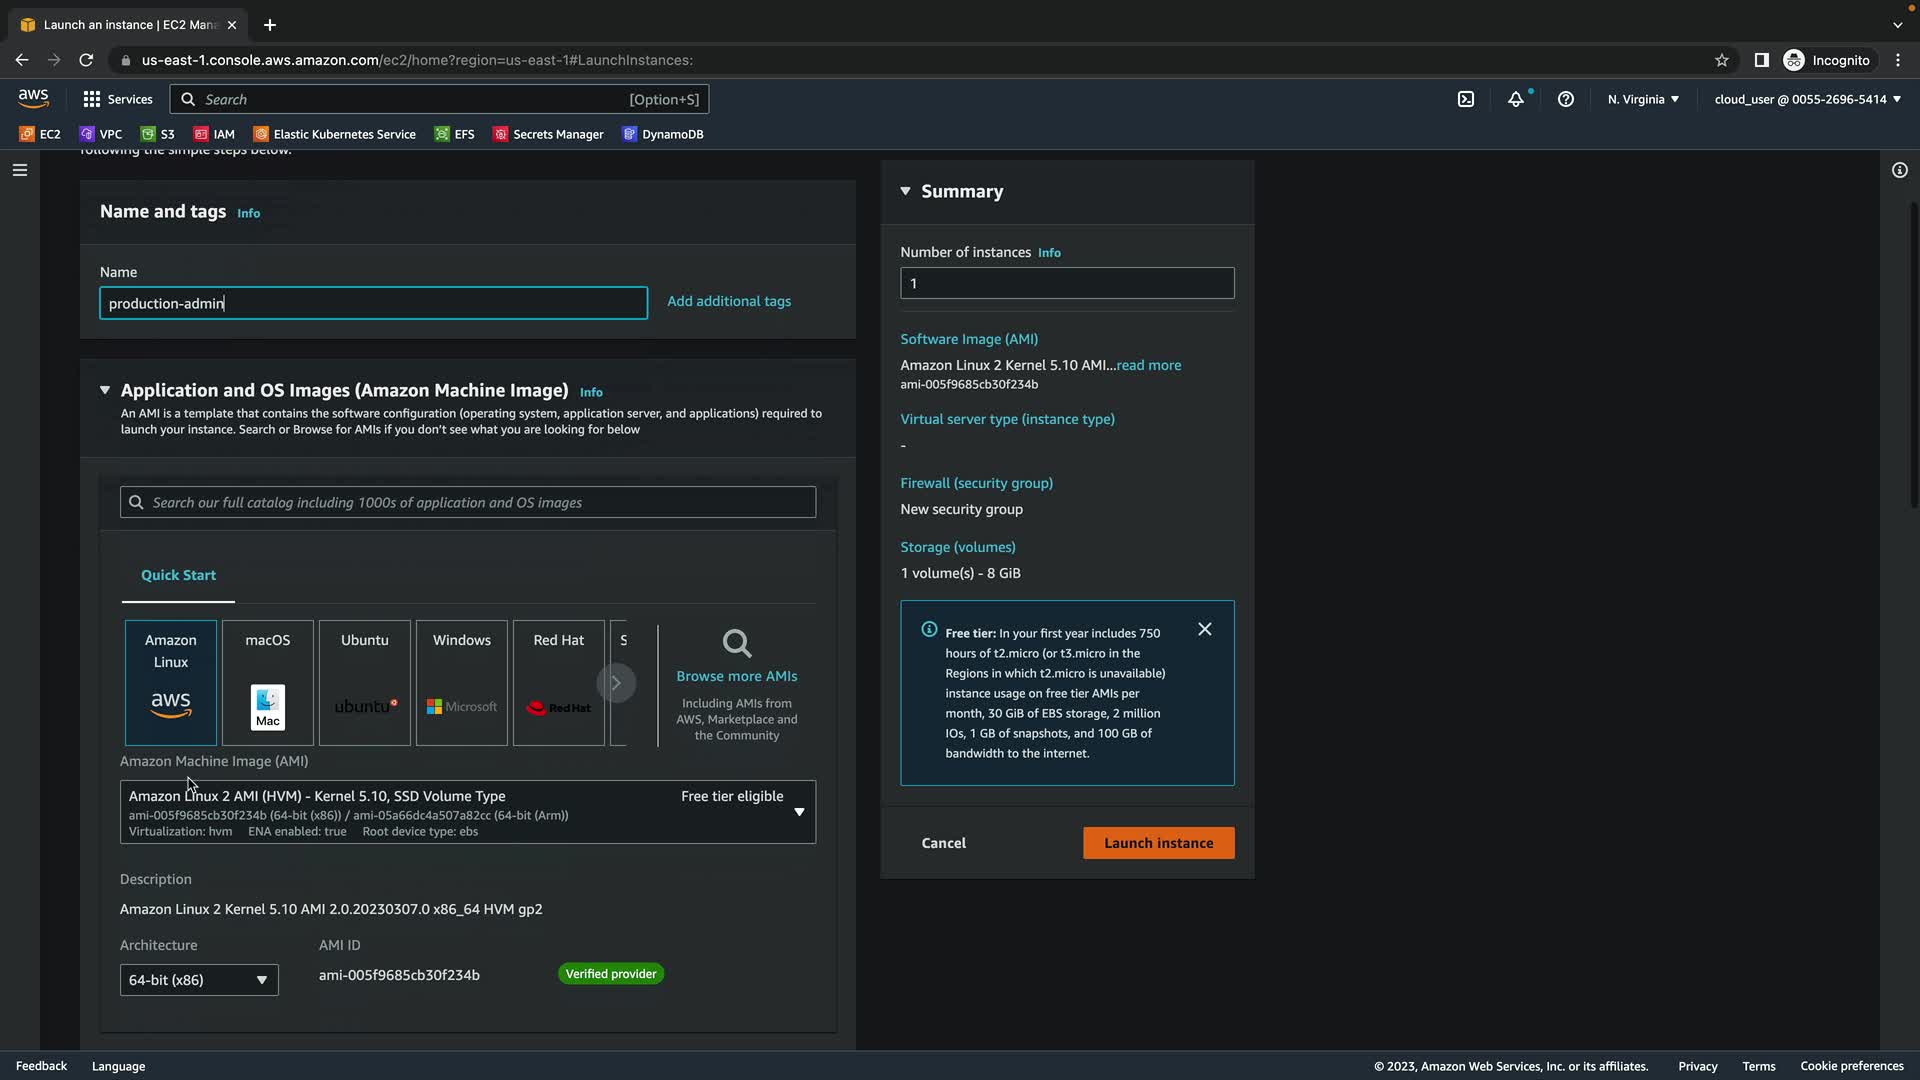 Launch an instance | EC2 Mana
us-east-1.console.aws.amazon.com/ec2/home?region=us-east-1#LaunchInstances:
Incognito
aws
Services
Search
[Option+S]
N. Virginia
cloud_user @ 0055-2696-5414
EC2
VPC
S3
IAM
Elastic Kubernetes Service
EFS
Secrets Manager
DynamoDB
following the simple steps below.
Name and tags Info
Name
production-admin
Add additional tags
Application and OS Images (Amazon Machine Image) Info
An AMI is a template that contains the software configuration (operating system, application server, and applications) required to
launch your instance. Search or Browse for AMIs if you don't see what you are looking for below
Search our full catalog including 1000s of application and OS images
Quick Start
Amazon
Linux
aws
macOS
Mac
Ubuntu
ubuntu
Windows
Microsoft
Red Hat
Red Hat
S
Browse more AMIs
Including AMIs from
AWS, Marketplace and
the Community
Amazon Machine Image (AMI)
Amazon Linux 2 AMI (HVM) - Kernel 5.10, SSD Volume Type
Free tier eligible
ami-005f9685cb30f234b (64-bit (x86)) / ami-05a66dc4a507a82cc (64-bit (Arm))
Virtualization: hvm ENA enabled: true Root device type: ebs
Description
Amazon Linux 2 Kernel 5.10 AMI 2.0.20230307.0 x86_64 HVM gp2
Architecture
AMI ID
64-bit (x86)
ami-005f9685cb30f234b
Verified provider
Summary
Number of instances Info
1
Software Image (AMI)
Amazon Linux 2 Kernel 5.10 AMI...read more
ami-005f9685cb30f234b
Virtual server type (instance type)
-
Firewall (security group)
New security group
Storage (volumes)
1 volume(s) - 8 GiB
Free tier: In your first year includes 750
hours of t2.micro (or t3.micro in the
Regions in which t2.micro is unavailable)
instance usage on free tier AMIs per
month, 30 GiB of EBS storage, 2 million
IOs, 1 GB of snapshots, and 100 GB of
bandwidth to the internet.
Cancel
Launch instance
Feedback
Language
© 2023, Amazon Web Services, Inc. or its affiliates.
Privacy
Terms
Cookie preferences